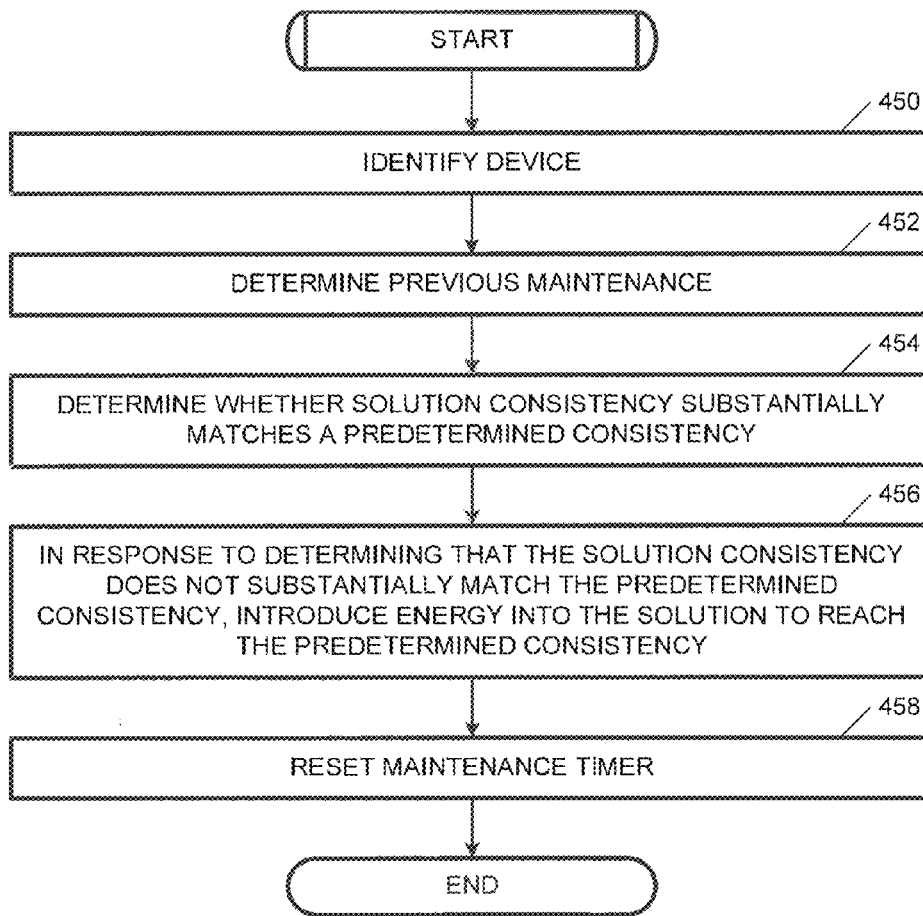 START
450
IDENTIFY DEVICE
452
DETERMINE PREVIOUS MAINTENANCE
454
DETERMINE WHETHER SOLUTION CONSISTENCY SUBSTANTIALLY
MATCHES A PREDETERMINED CONSISTENCY
456
IN RESPONSE TO DETERMINING THAT THE SOLUTION CONSISTENCY
DOES NOT SUBSTANTIALLY MATCH THE PREDETERMINED
CONSISTENCY, INTRODUCE ENERGY INTO THE SOLUTION TO REACH
THE PREDETERMINED CONSISTENCY
458
RESET MAINTENANCE TIMER
END